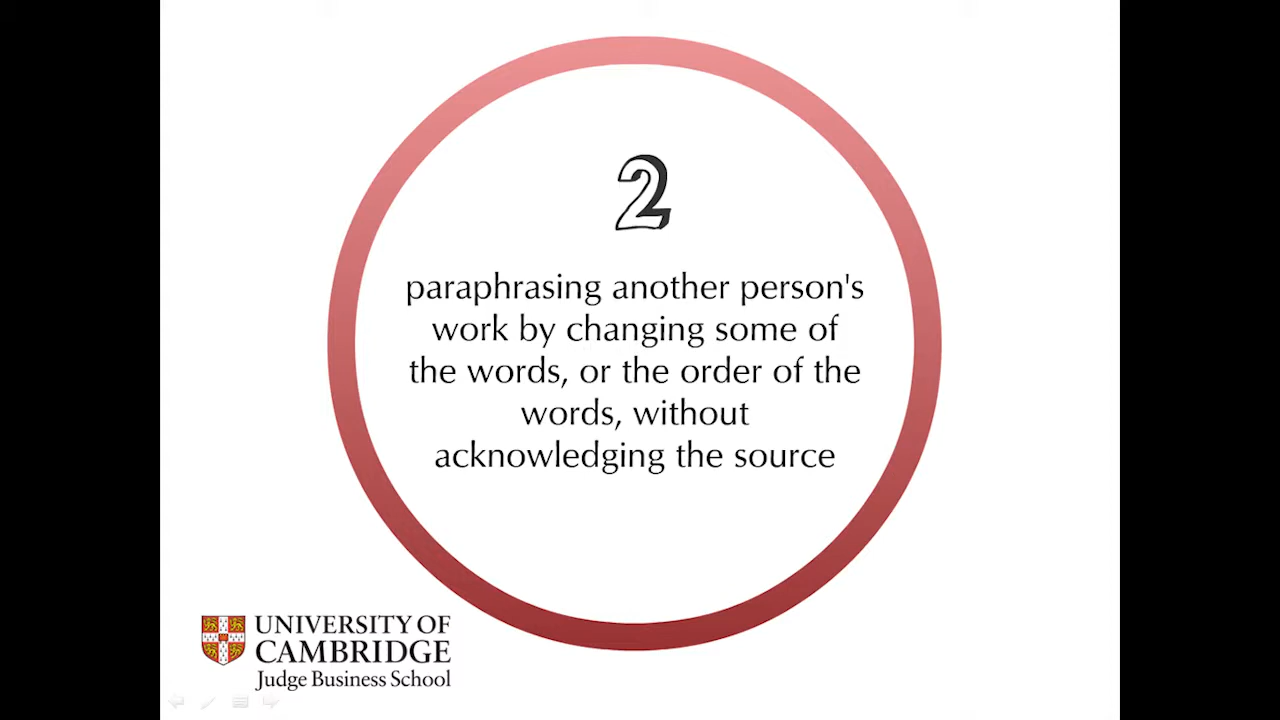 2
paraphrasing another person's
work by changing some of
the words, or the order of the
words, without
acknowledging the source
UNIVERSITY OF
CAMBRIDGE
Judge Business School